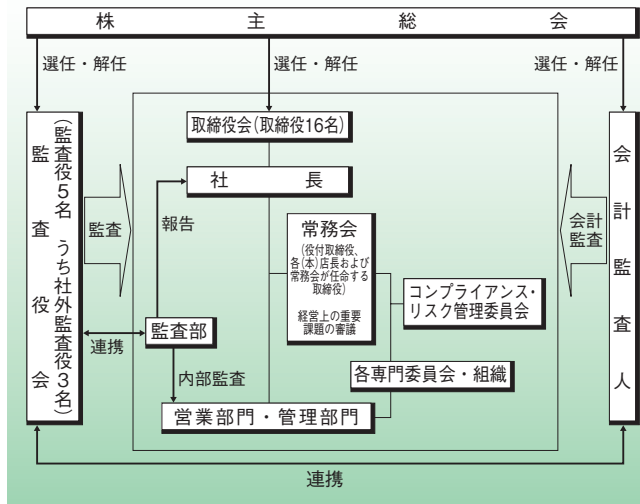 株主総会
選任・解任
選任・解任
選任・解任
取締役会(取締役16名)
社長
監査役会
(監査役5名 うち社外監査役3名)
監査
報告
常務会
(役付取締役、
各(本)店長および
常務会が任命する
取締役)
経営上の重要
課題の審議
会計
監査
会計監査人
コンプライアンス・
リスク管理委員会
監査部
連携
内部監査
各専門委員会・組織
営業部門・管理部門
連携